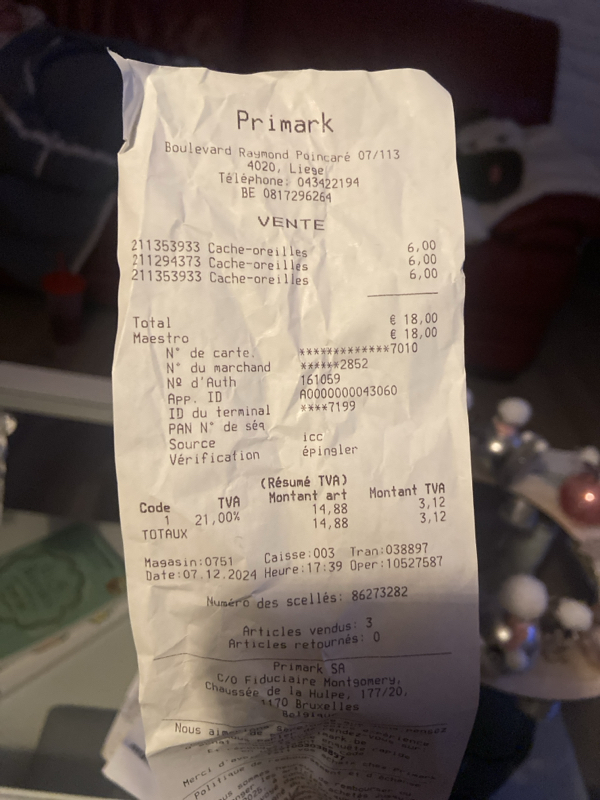 Primark
Boulevard Raymond Poincaré 07/113
4020, Liege
Téléphone: 043422194
BE 0817296264
VENTE
211353933 Cache-oreilles 6,00
211294373 Cache-oreilles 6,00
211353933 Cache-oreilles 6,00
Total € 18,00
Maestro € 18,00
N° de carte. *************7010
N° du marchand ******2852
Nº d'Auth 161059
App. ID A0000000043060
ID du terminal ****7199
PAN N° de séq
Source icc
Vérification épingler
(Résumé TVA)
Code TVA Montant art Montant TVA
1 21,00% 14,88 3,12
TOTAUX 14,88 3,12
Magasin:0751 Caisse:003 Tran:038897
Date:07.12.2024 Heure:17:39 Oper:10527587
Numéro des scellés: 86273282
Articles vendus: 3
Articles retournés: 0
Primark SA
C/O Fiduciaire Montgomery,
Chaussée de la Hulpe, 177/20,
1170 Bruxelles
Belgique
Nous
Merci
Politique